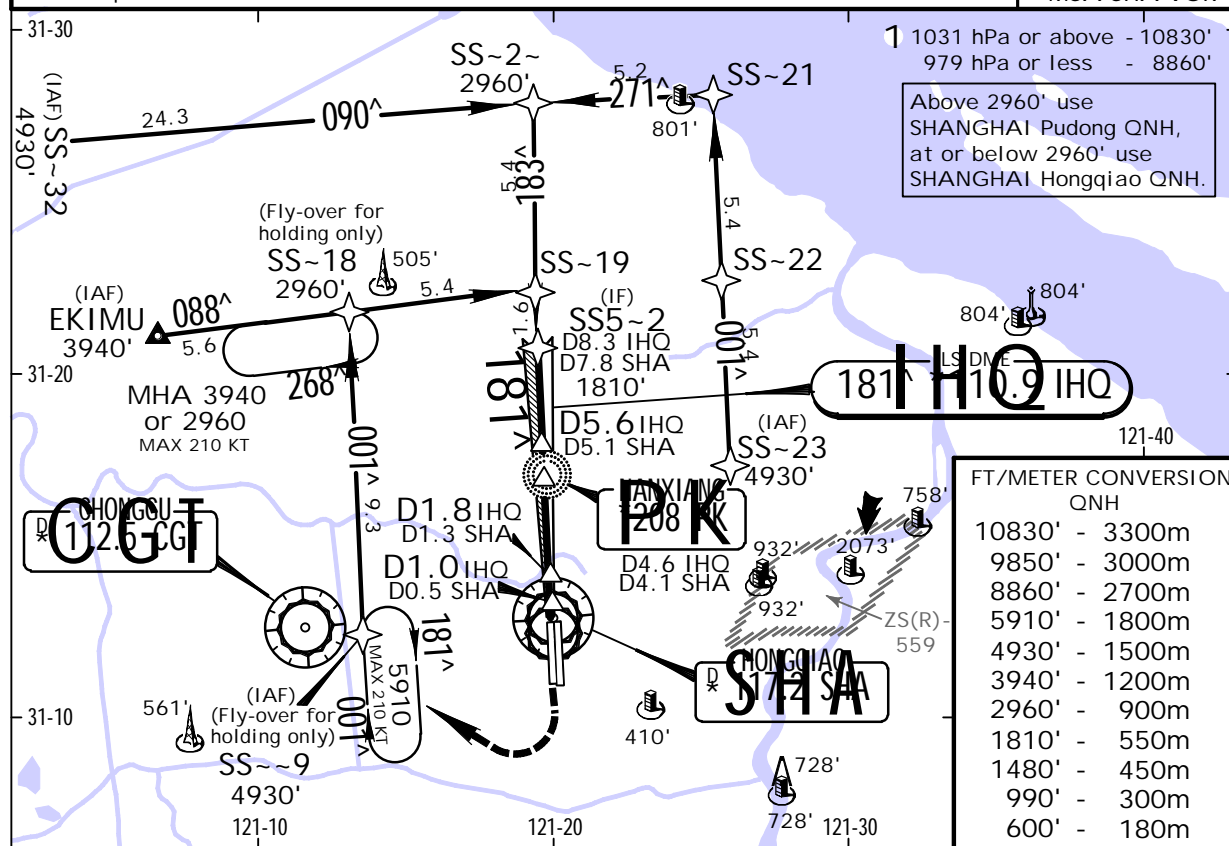 31-30
1 1031 hPa or above - 10830'
979 hPa or less - 8860'
Above 2960' use
SHANGHAI Pudong QNH,
at or below 2960' use
SHANGHAI Hongqiao QNH.
(IAF) SS~32
4930'
24.3
090^
SS~2~
2960'
5.2
271^
SS~21
801'
183^
5.4
5.4
(Fly-over for
holding only)
SS~18
2960'
505'
SS~19
SS~22
(IAF)
EKIMU
3940'
088^
5.6
5.4
1.6
(IF)
SS5~2
D8.3 IHQ
D7.8 SHA
1810'
001^
5.4
804'
804'
31-20
268^
MHA 3940
or 2960
MAX 210 KT
181^
ILS DME
181^ *110.9 IHQ
IHQ
D5.6 IHQ
D5.1 SHA
(IAF)
SS~23
4930'
121-40
001^
9.3
CHONGGU
D
* 112.5 CGT
CGT
D1.8 IHQ
D1.3 SHA
NANXIANG
*208 PK
PK
D4.6 IHQ
D4.1 SHA
D1.0 IHQ
D0.5 SHA
932'
932'
2073'
758'
ZS(R)-
559
181^
5910
MAX 210 KT
001^
HONGQIAO
D
* 117.2 SHA
SHA
410'
31-10
561'
(IAF)
(Fly-over for
holding only)
SS~~9
4930'
728'
728'
121-10
121-20
121-30
FT/METER CONVERSION
QNH
10830' - 3300m
9850' - 3000m
8860' - 2700m
5910' - 1800m
4930' - 1500m
3940' - 1200m
2960' - 900m
1810' - 550m
1480' - 450m
990' - 300m
600' - 180m